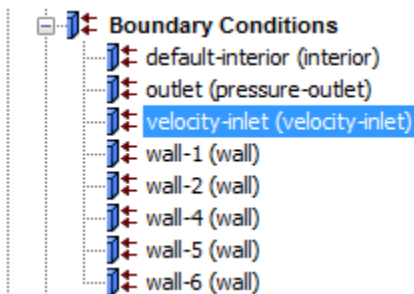 Boundary Conditions
default-interior (interior)
outlet (pressure-outlet)
velocity-inlet (velocity-inlet)
wall-1 (wall)
wall-2 (wall)
wall-4 (wall)
wall-5 (wall)
wall-6 (wall)